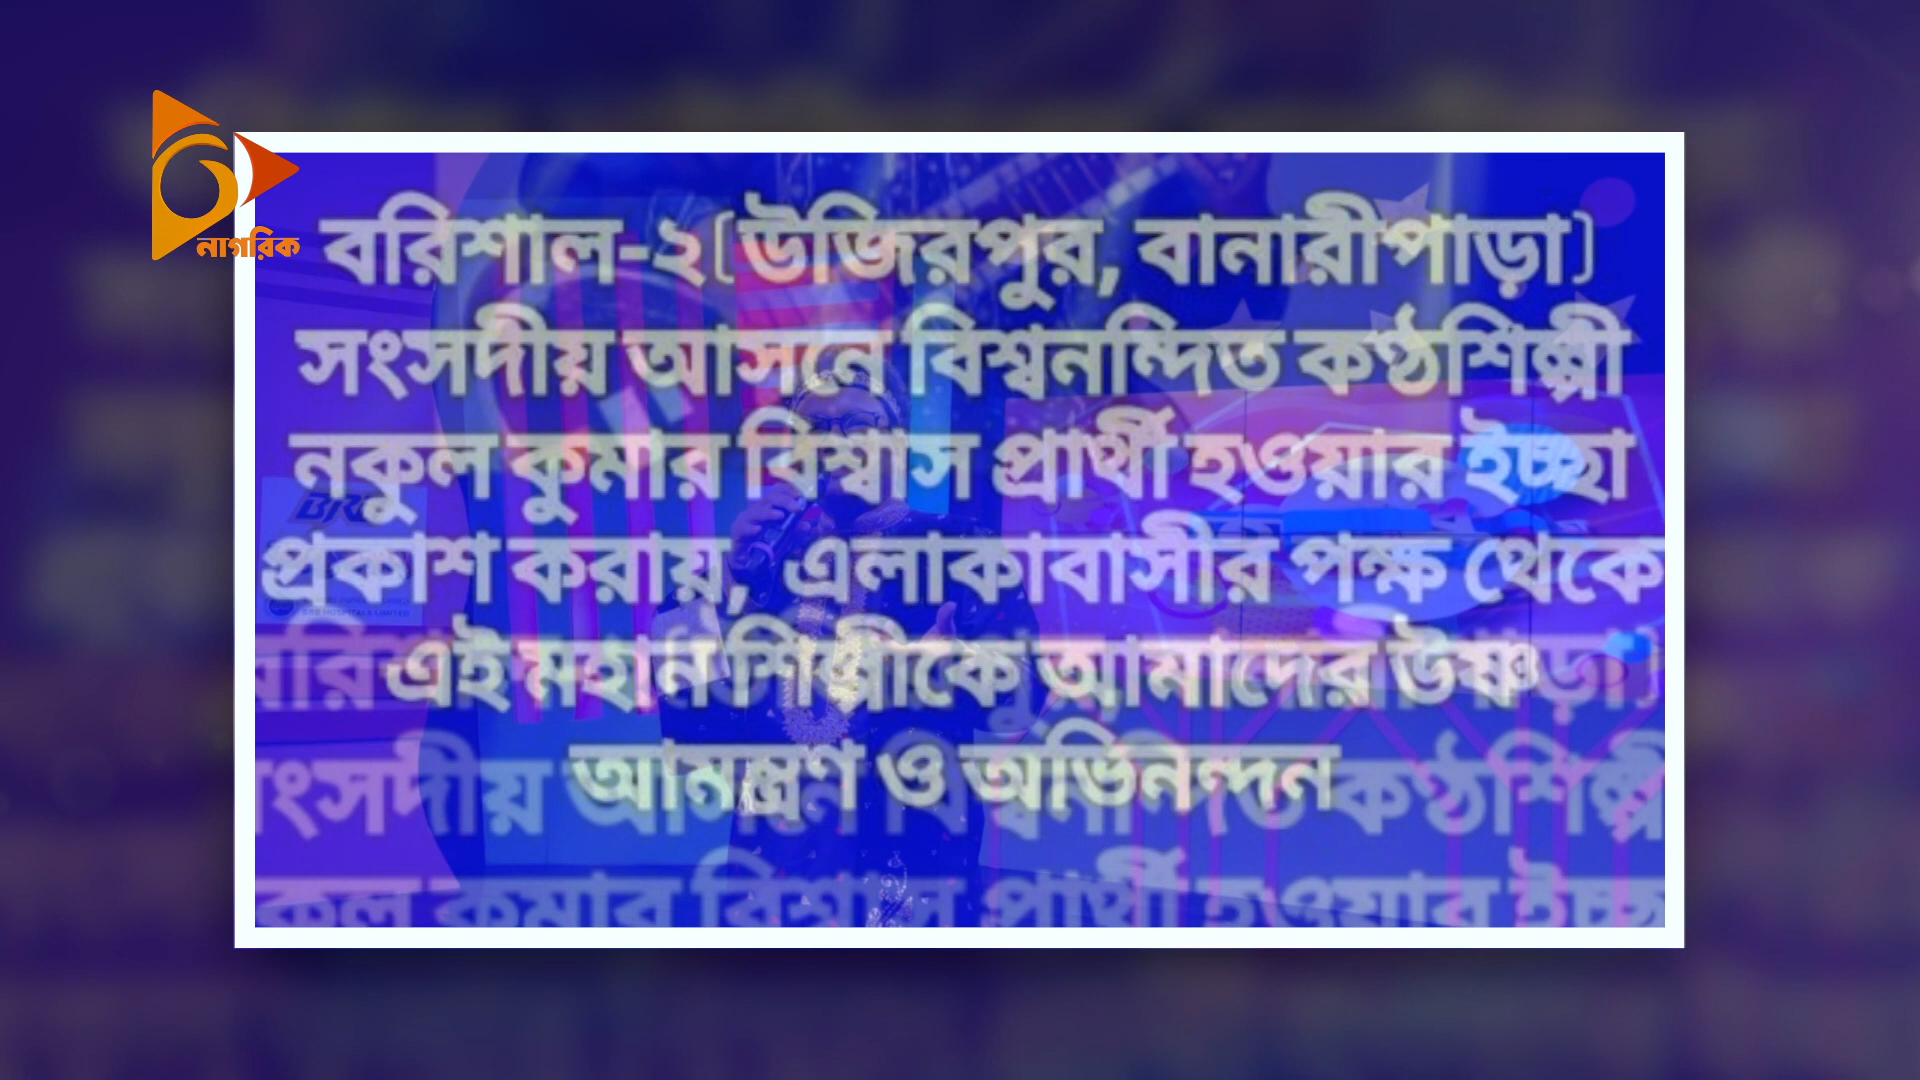 নাগরিক
বরিশাল-২(উজিরপুর, বানারীপাড়া)
সংসদীয় আসনে বিশ্বনন্দিত কণ্ঠশিল্পী
নকুল কুমার বিশ্বাস প্রার্থী হওয়ার ইচ্ছা
প্রকাশ করায়, এলাকাবাসীর পক্ষ থেকে
এই মহান শিল্পীকে আমাদের উষ্ণ
আমন্ত্রণ ও অভিনন্দন